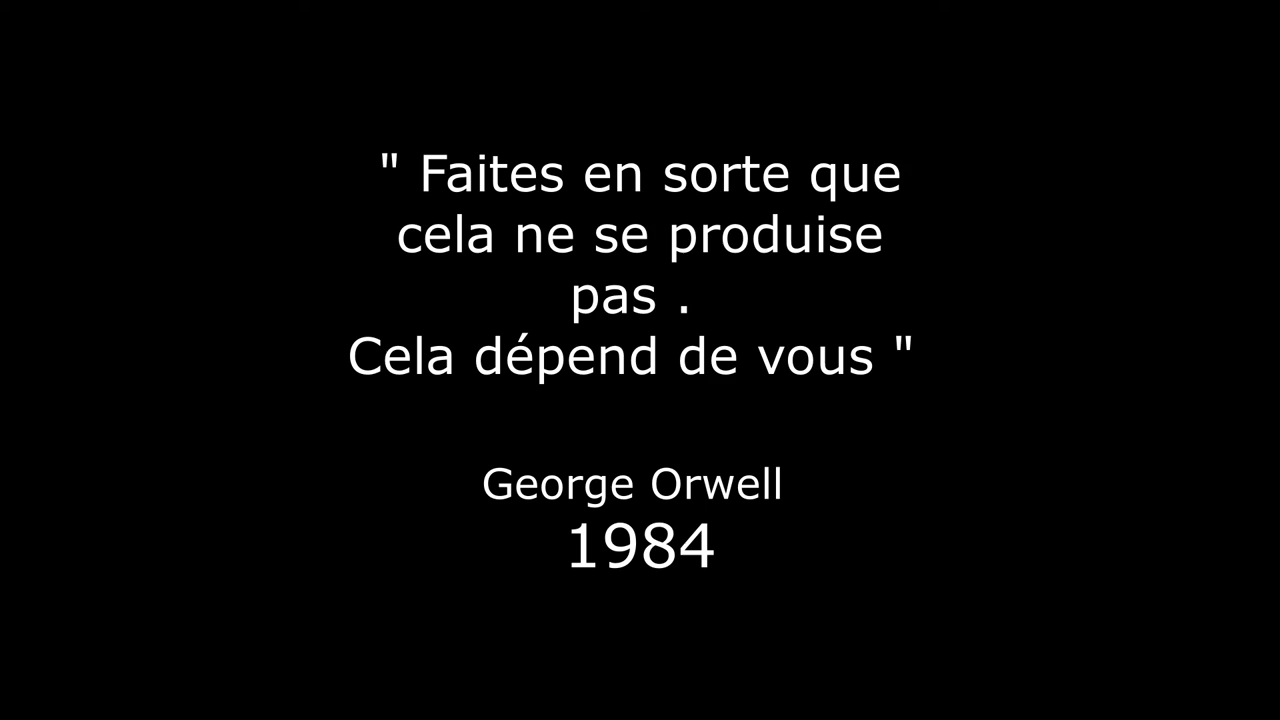 " Faites en sorte que
cela ne se produise
pas .
Cela dépend de vous "
George Orwell
1984